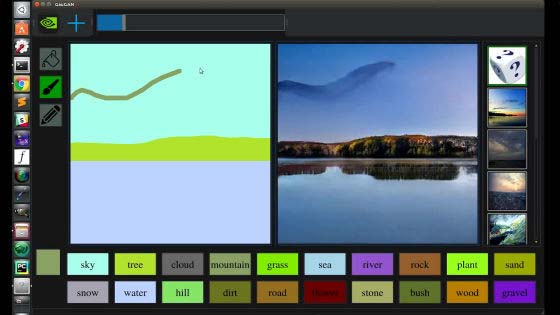 GauGAN
sky tree cloud mountain grass sea river rock plant sand
snow water hill dirt road flower stone bush wood gravel